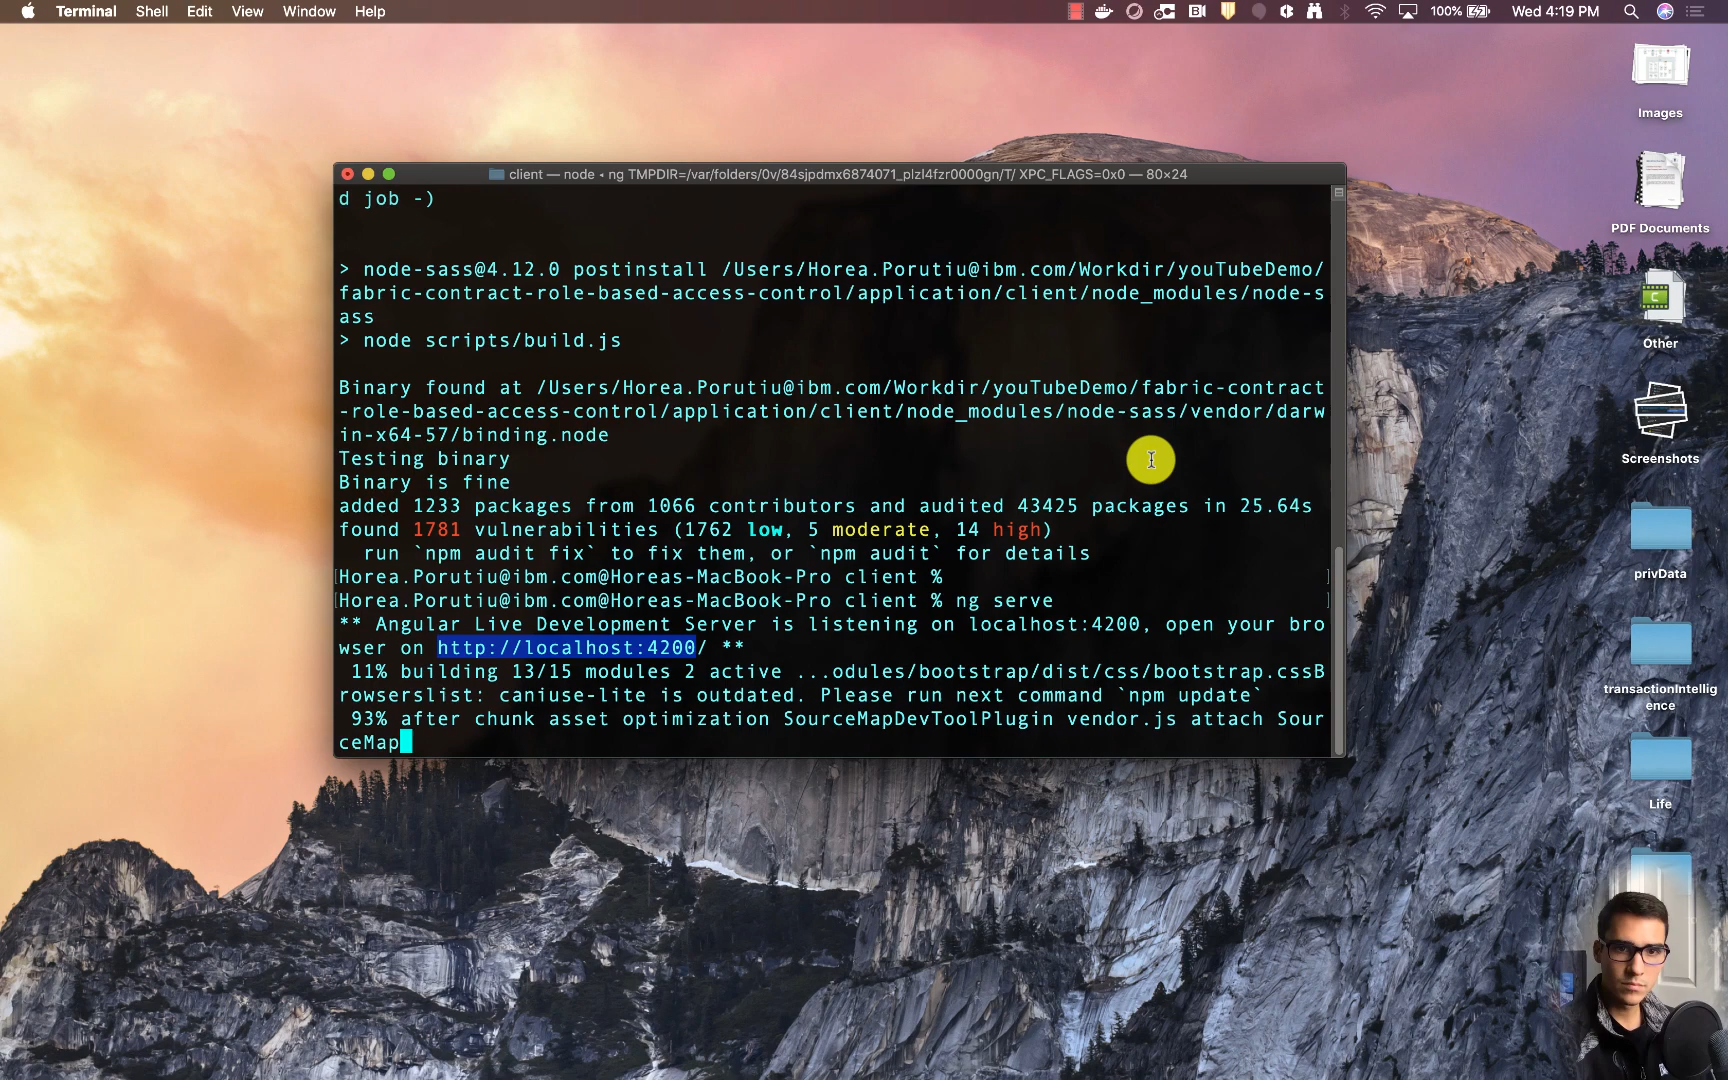 Terminal Shell Edit View Window Help 100% Wed 4:19 PM
client — node ◂ ng TMPDIR=/var/folders/0v/84sjpdmx6874071_plzl4fzr0000gn/T/ XPC_FLAGS=0x0 — 80×24
d job -)
> node-sass@4.12.0 postinstall /Users/Horea.Porutiu@ibm.com/Workdir/youTubeDemo/
fabric-contract-role-based-access-control/application/client/node_modules/node-s
ass
> node scripts/build.js
Binary found at /Users/Horea.Porutiu@ibm.com/Workdir/youTubeDemo/fabric-contract
-role-based-access-control/application/client/node_modules/node-sass/vendor/darw
in-x64-57/binding.node
Testing binary
Binary is fine
added 1233 packages from 1066 contributors and audited 43425 packages in 25.64s
found 1781 vulnerabilities (1762 low, 5 moderate, 14 high)
  run `npm audit fix` to fix them, or `npm audit` for details
[Horea.Porutiu@ibm.com@Horeas-MacBook-Pro client % ]
[Horea.Porutiu@ibm.com@Horeas-MacBook-Pro client % ng serve ]
** Angular Live Development Server is listening on localhost:4200, open your bro
wser on http://localhost:4200/ **
 11% building 13/15 modules 2 active ...odules/bootstrap/dist/css/bootstrap.cssB
rowserslist: caniuse-lite is outdated. Please run next command `npm update`
 93% after chunk asset optimization SourceMapDevToolPlugin vendor.js attach Sour
ceMap
Images
PDF Documents
Other
Screenshots
privData
transactionIntellig
ence
Life